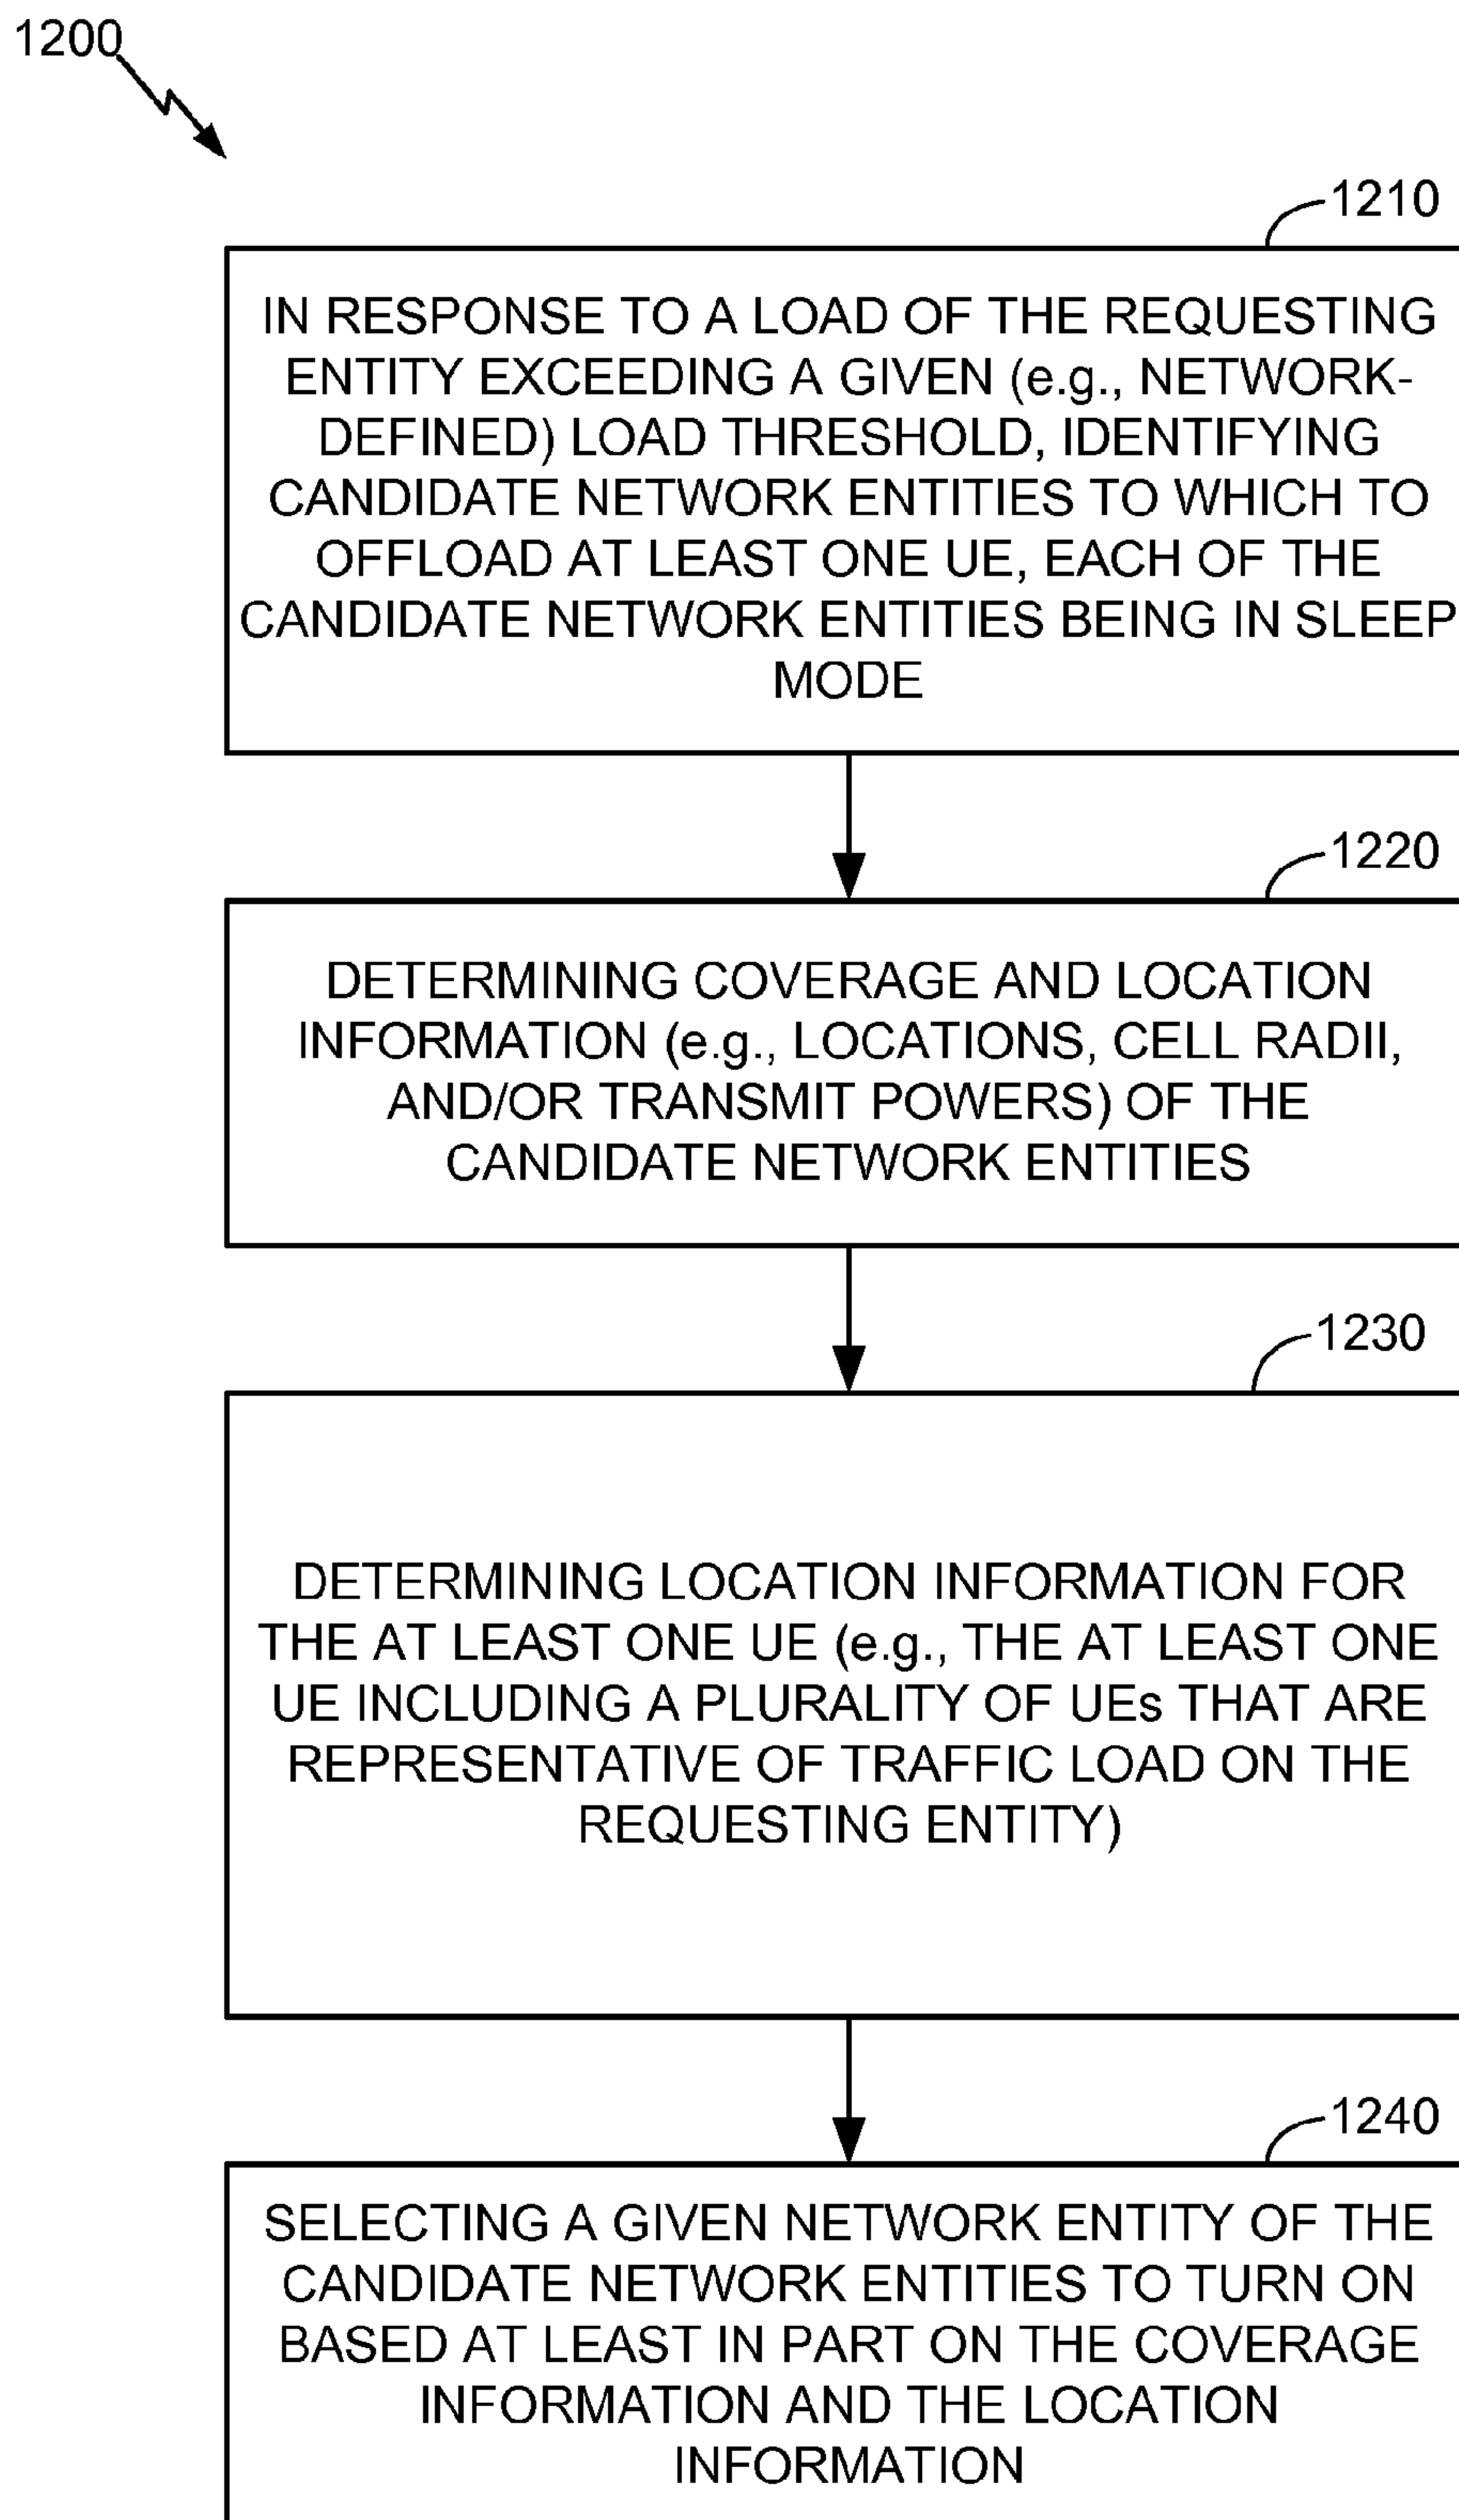 1200
1210
IN RESPONSE TO A LOAD OF THE REQUESTING
ENTITY EXCEEDING A GIVEN (e.g., NETWORK-
DEFINED) LOAD THRESHOLD, IDENTIFYING
CANDIDATE NETWORK ENTITIES TO WHICH TO
OFFLOAD AT LEAST ONE UE, EACH OF THE
CANDIDATE NETWORK ENTITIES BEING IN SLEEP
MODE
1220
DETERMINING COVERAGE AND LOCATION
INFORMATION (e.g., LOCATIONS, CELL RADII,
AND/OR TRANSMIT POWERS) OF THE
CANDIDATE NETWORK ENTITIES
1230
DETERMINING LOCATION INFORMATION FOR
THE AT LEAST ONE UE (e.g., THE AT LEAST ONE
UE INCLUDING A PLURALITY OF UEs THAT ARE
REPRESENTATIVE OF TRAFFIC LOAD ON THE
REQUESTING ENTITY)
1240
SELECTING A GIVEN NETWORK ENTITY OF THE
CANDIDATE NETWORK ENTITIES TO TURN ON
BASED AT LEAST IN PART ON THE COVERAGE
INFORMATION AND THE LOCATION
INFORMATION